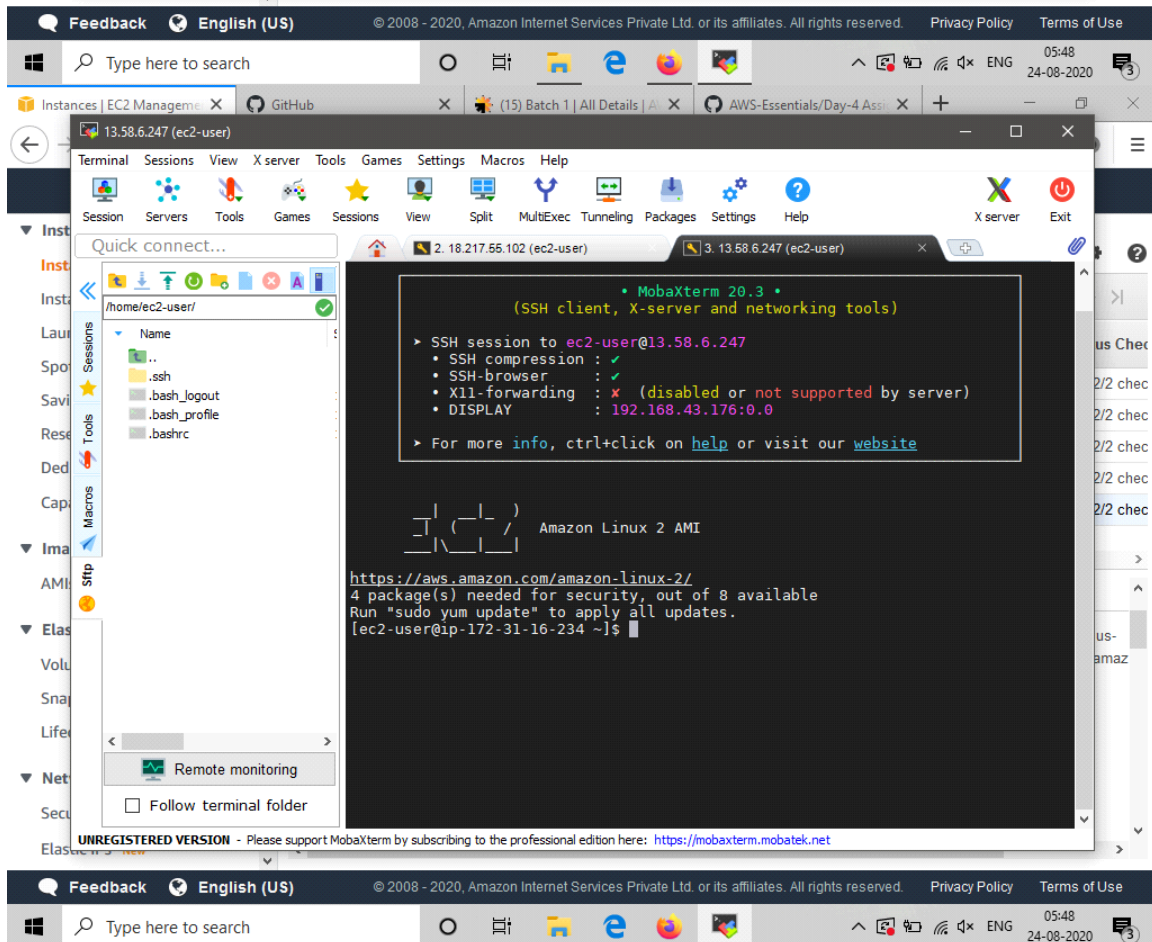 Feedback English (US) © 2008 - 2020, Amazon Internet Services Private Ltd. or its affiliates. All rights reserved. Privacy Policy Terms of Use
Type here to search ENG 05:48
24-08-2020 3
Instances | EC2 Manageme GitHub (15) Batch 1 | All Details | A AWS-Essentials/Day-4 Assi
13.58.6.247 (ec2-user)
Terminal Sessions View X server Tools Games Settings Macros Help
Session Servers Tools Games Sessions View Split MultiExec Tunneling Packages Settings Help X server Exit
Quick connect...
2. 18.217.55.102 (ec2-user) 3. 13.58.6.247 (ec2-user)
/home/ec2-user/
Name
..
.ssh
.bash_logout
.bash_profile
.bashrc
Sessions
Tools
Macros
Sftp
• MobaXterm 20.3 •
(SSH client, X-server and networking tools)
➤ SSH session to ec2-user@13.58.6.247
• SSH compression : ✔
• SSH-browser : ✔
• X11-forwarding : ✘ (disabled or not supported by server)
• DISPLAY : 192.168.43.176:0.0
➤ For more info, ctrl+click on help or visit our website
__| __|_ )
_| ( / Amazon Linux 2 AMI
___|\___|___|
https://aws.amazon.com/amazon-linux-2/
4 package(s) needed for security, out of 8 available
Run "sudo yum update" to apply all updates.
[ec2-user@ip-172-31-16-234 ~]$
Remote monitoring
Follow terminal folder
UNREGISTERED VERSION - Please support MobaXterm by subscribing to the professional edition here: https://mobaxterm.mobatek.net
Inst
Inst
Insta
Laun
Spot
Savi
Rese
Ded
Capa
Ima
AMI
Elas
Volu
Snap
Lifec
Net
Secu
us Chec
2/2 chec
2/2 chec
2/2 chec
2/2 chec
2/2 chec
us-
amaz
Feedback English (US) © 2008 - 2020, Amazon Internet Services Private Ltd. or its affiliates. All rights reserved. Privacy Policy Terms of Use
Type here to search ENG 05:48
24-08-2020 3